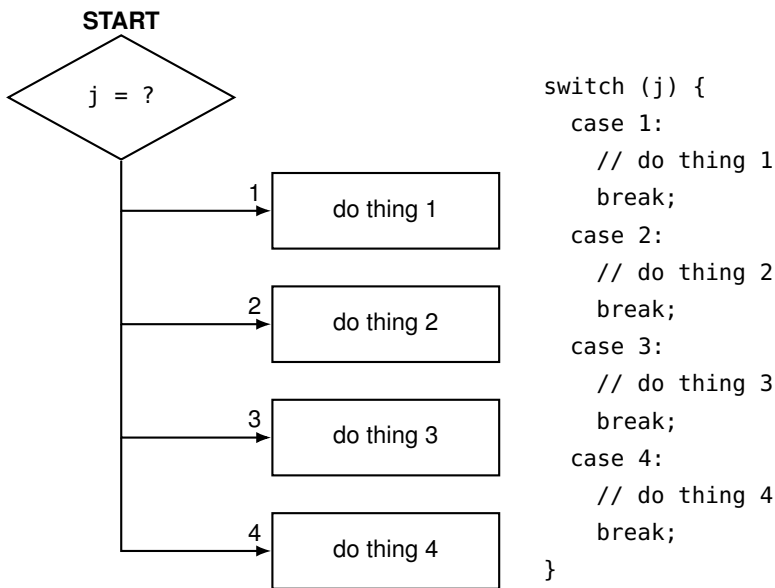 START
j = ?
1
do thing 1
2
do thing 2
3
do thing 3
4
do thing 4
switch (j) {
  case 1:
    // do thing 1
    break;
  case 2:
    // do thing 2
    break;
  case 3:
    // do thing 3
    break;
  case 4:
    // do thing 4
    break;
}